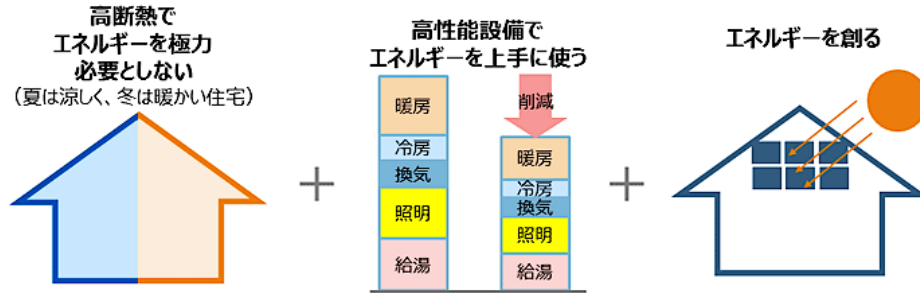 高断熱で
エネルギーを極力
必要としない
（夏は涼しく、冬は暖かい住宅）
高性能設備で
エネルギーを上手に使う
暖房
冷房
換気
照明
給湯
削減
暖房
冷房
換気
照明
給湯
エネルギーを創る